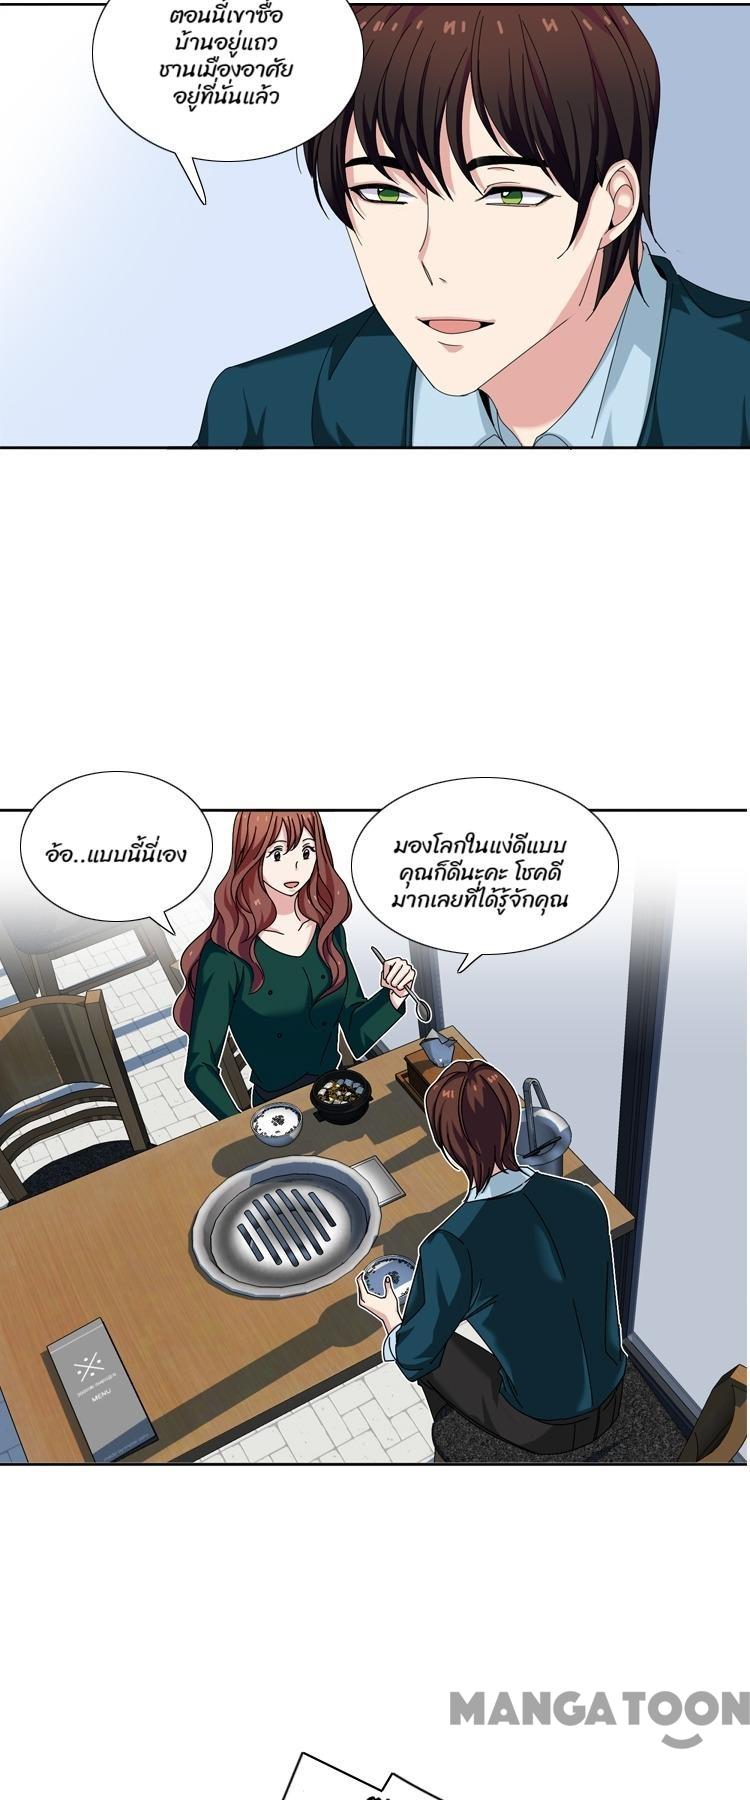 ตอนนี้เขาซื้อ
บ้านอยู่แถว
ชานเมืองอาศัย
อยู่ที่นั่นแล้ว
อ้อ..แบบนี้นี่เอง
มองโลกในแง่ดีแบบ
คุณก็ดีนะคะ โชคดี
มากเลยที่ได้รู้จักคุณ
MENU
MANGATOON